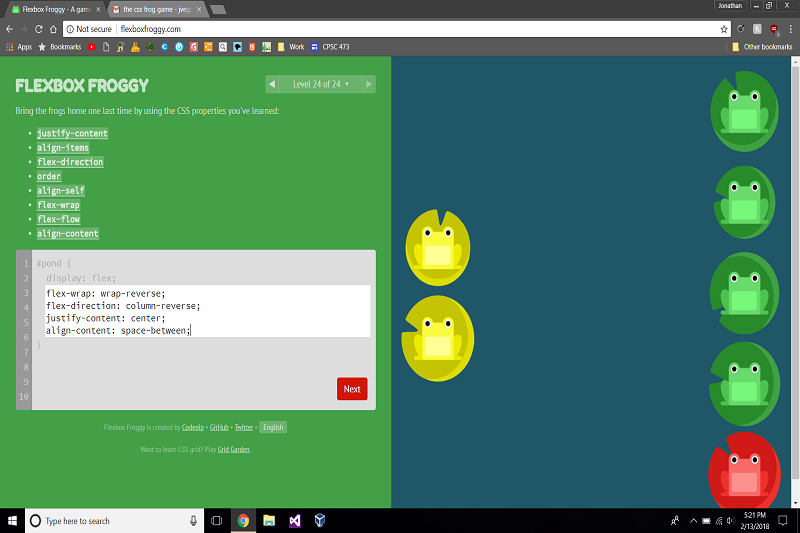 Jonathan
Flexbox Froggy - A game
the css frog game - jvega
Not secure | flexboxfroggy.com
Apps Bookmarks Work CPSC 473 Other bookmarks
FLEXBOX FROGGY
Level 24 of 24
Bring the frogs home one last time by using the CSS properties you've learned:
• justify-content
• align-items
• flex-direction
• order
• align-self
• flex-wrap
• flex-flow
• align-content
1 #pond {
2 display: flex;
3 flex-wrap: wrap-reverse;
4 flex-direction: column-reverse;
5 justify-content: center;
6 align-content: space-between;
7 }
8
9
10
Next
Flexbox Froggy is created by Codepip • GitHub • Twitter • English
Want to learn CSS grid? Play Grid Garden.
Type here to search
5:21 PM
2/13/2018